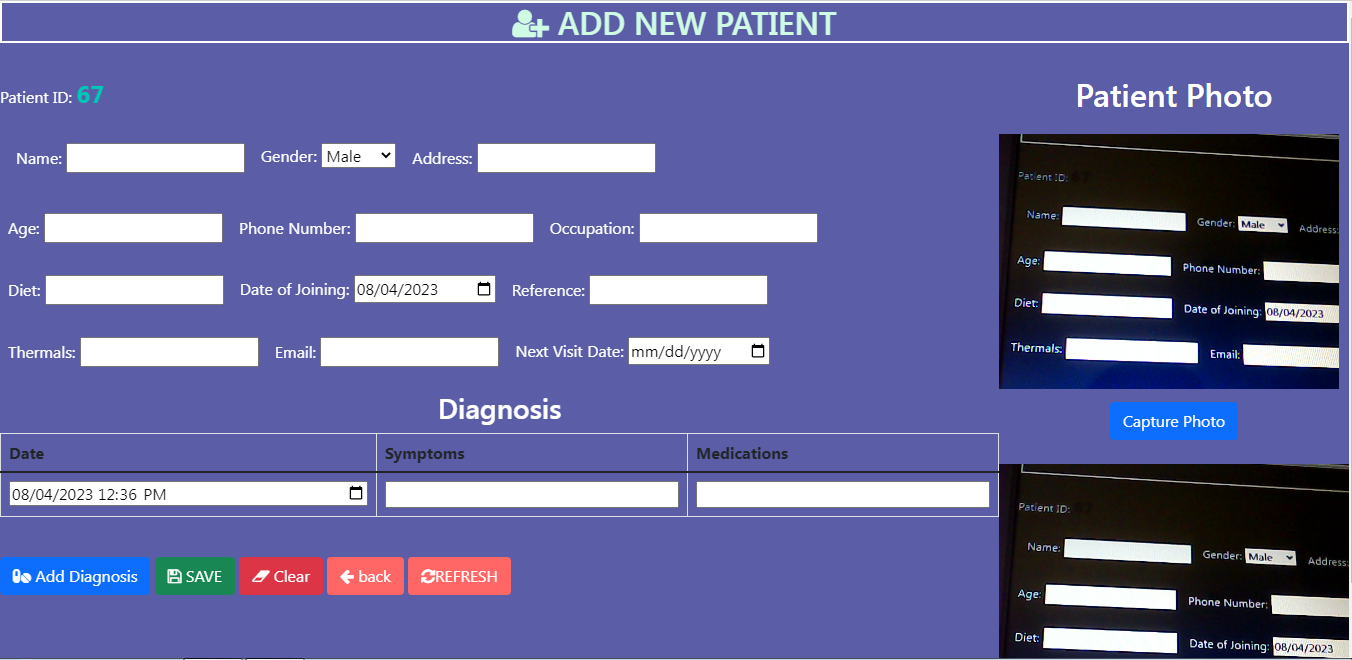 ADD NEW PATIENT
Patient ID: 67
Patient Photo
Name: Gender: Male Address:
Age: Phone Number: Occupation:
Diet: Date of Joining: 08/04/2023 Reference:
Thermals: Email: Next Visit Date: mm/dd/yyyy
Diagnosis
Date Symptoms Medications
08/04/2023 12:36 PM
Add Diagnosis SAVE Clear back REFRESH
Patient ID: 67
Name: Gender: Male Address:
Age: Phone Number:
Diet: Date of Joining: 08/04/2023
Thermals: Email:
Capture Photo
Patient ID:
Name: Gender: Male Address:
Age: Phone Number:
Diet: Date of Joining: 08/04/2023